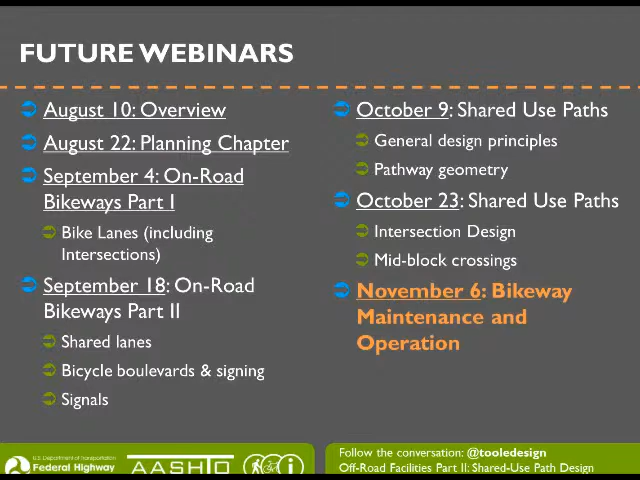 FUTURE WEBINARS
August 10: Overview
August 22: Planning Chapter
September 4: On-Road
Bikeways Part I
Bike Lanes (including
Intersections)
September 18: On-Road
Bikeways Part II
Shared lanes
Bicycle boulevards & signing
Signals
October 9: Shared Use Paths
General design principles
Pathway geometry
October 23: Shared Use Paths
Intersection Design
Mid-block crossings
November 6: Bikeway
Maintenance and
Operation
U.S. Department of Transportation
Federal Highway
AASHTO
Follow the conversation: @tooledesign
Off-Road Facilities Part II: Shared-Use Path Design